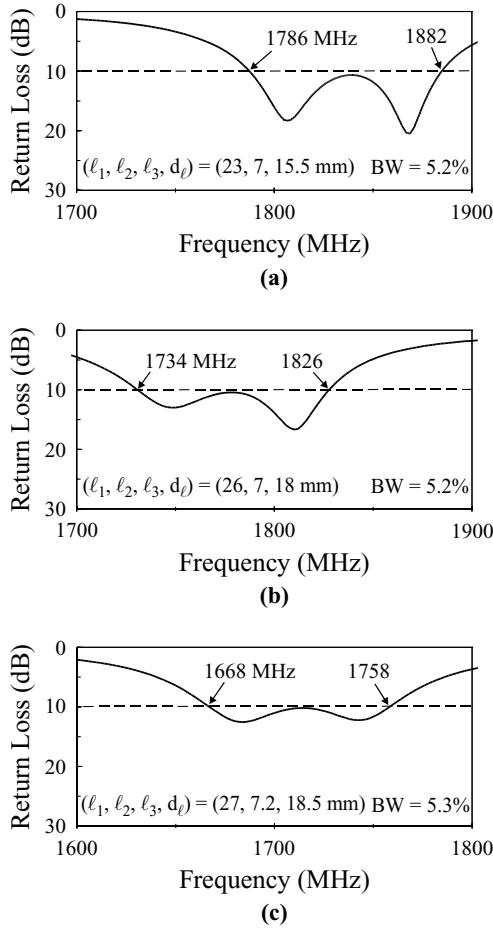 Return Loss (dB)
0
10
20
30
1786 MHz
1882
(ℓ₁, ℓ₂, ℓ₃, dℓ) = (23, 7, 15.5 mm) BW = 5.2%
1700 1800 1900
Frequency (MHz)
(a)
Return Loss (dB)
0
10
20
30
1734 MHz
1826
(ℓ₁, ℓ₂, ℓ₃, dℓ) = (26, 7, 18 mm) BW = 5.2%
1700 1800 1900
Frequency (MHz)
(b)
Return Loss (dB)
0
10
20
30
1668 MHz
1758
(ℓ₁, ℓ₂, ℓ₃, dℓ) = (27, 7.2, 18.5 mm) BW = 5.3%
1600 1700 1800
Frequency (MHz)
(c)